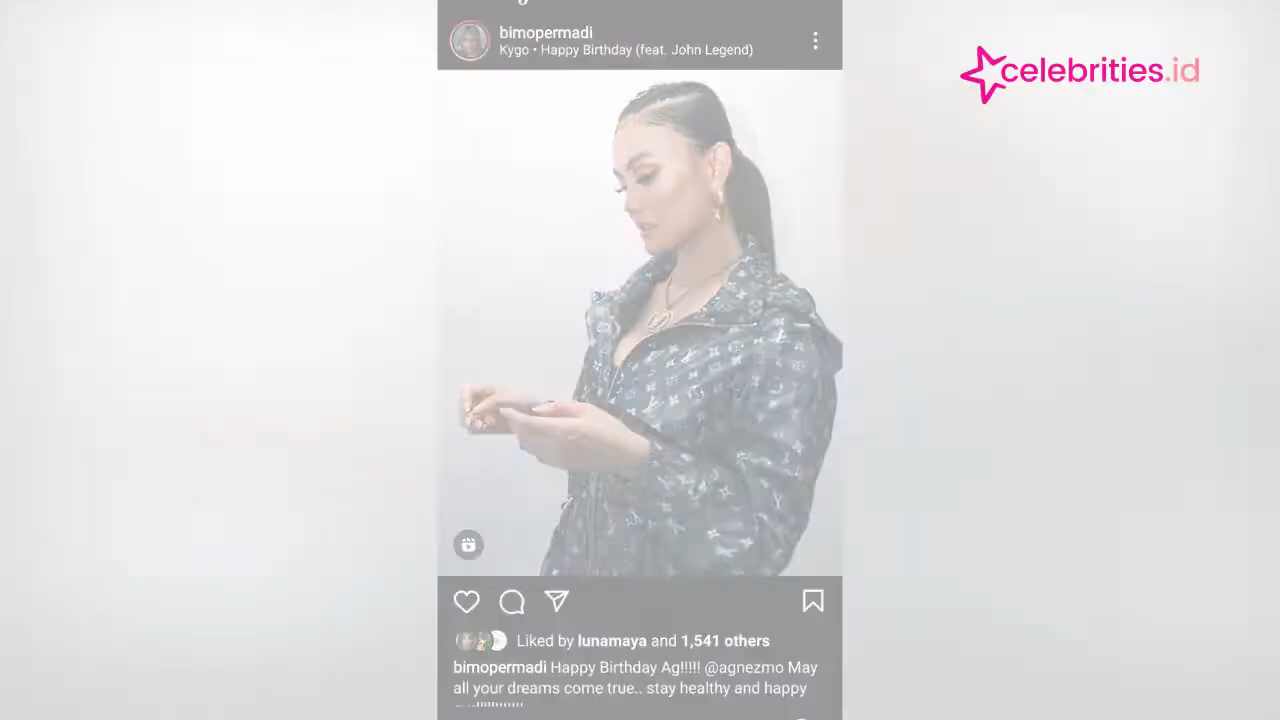 bimopermadi
Kygo • Happy Birthday (feat. John Legend)
celebrities.id
Liked by lunamaya and 1,541 others
bimopermadi Happy Birthday Ag!!!!! @agnezmo May
all your dreams come true.. stay healthy and happy